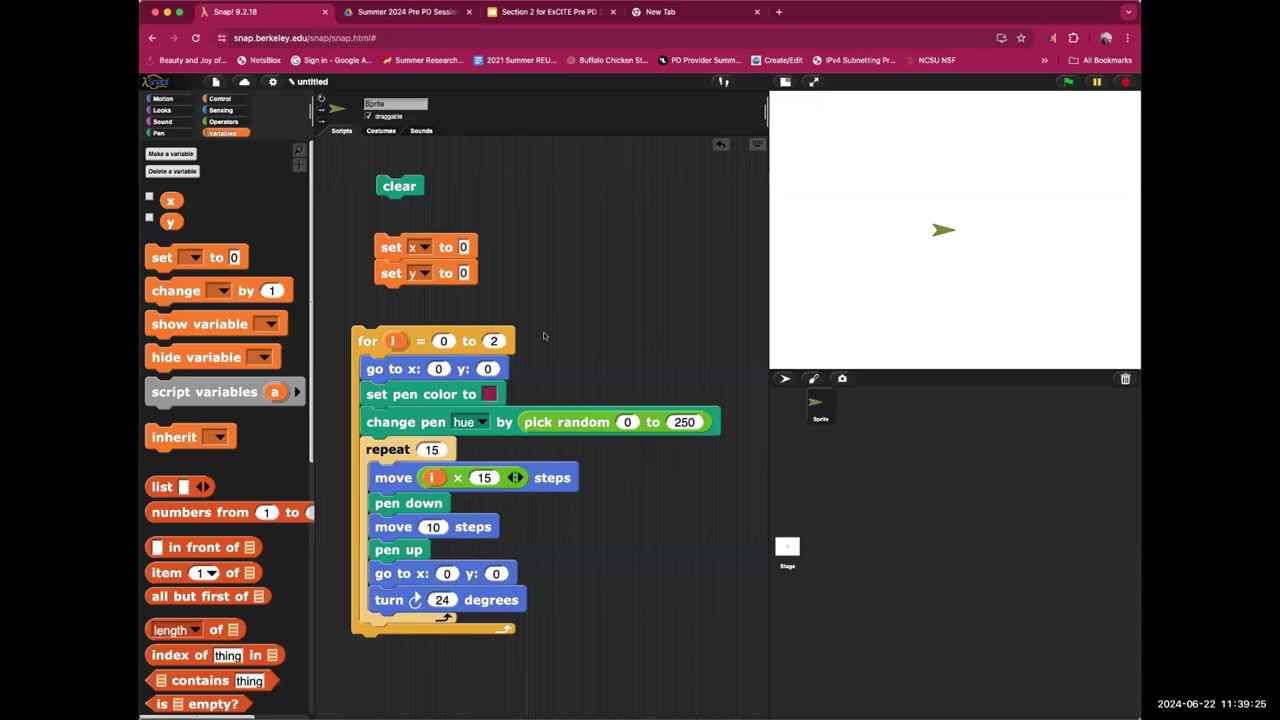 Snap! 9.2.18
Summer 2024 Pre PD Sessi
Section 2 for ExCITE Pre PD
New Tab
snap.berkeley.edu/snap/snap.html#
Beauty and Joy of...
NetsBlox
Sign in - Google A...
Summer Research...
2021 Summer REU...
Buffalo Chicken St...
PD Provider Summ...
Create/Edit
IPv4 Subnetting Pr...
NCSU NSF
»
All Bookmarks
Snap!
untitled
Motion
Looks
Sound
Pen
Control
Sensing
Operators
Variables
Sprite
draggable
Scripts
Costumes
Sounds
Make a variable
Delete a variable
x
y
set to 0
change by 1
show variable
hide variable
script variables a
inherit
list
numbers from 1 to
in front of
item 1 of
all but first of
length of
index of thing in
contains thing
is empty?
clear
set x to 0
set y to 0
for i = 0 to 2
go to x: 0 y: 0
set pen color to
change pen hue by pick random 0 to 250
repeat 15
move i × 15 steps
pen down
move 10 steps
pen up
go to x: 0 y: 0
turn 24 degrees
Sprite
Stage
2024-06-22 11:39:25